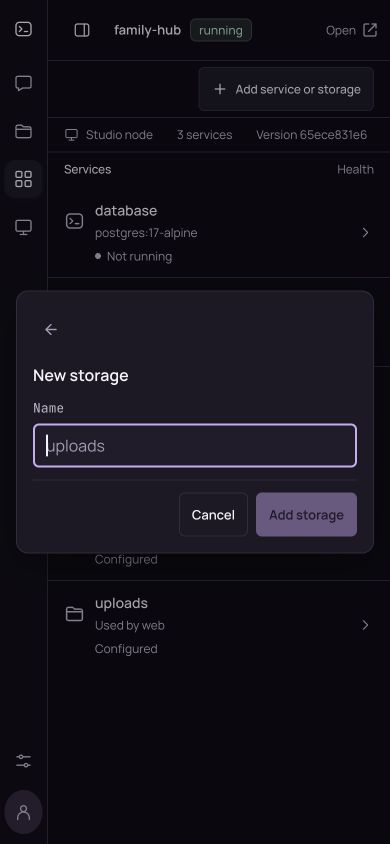 family-hub
running
Open
Add service or storage
Studio node
3 services
Version 65ece831e6
Services
Health
database
postgres:17-alpine
Not running
New storage
Name
uploads
Cancel
Add storage
Configured
uploads
Used by web
Configured